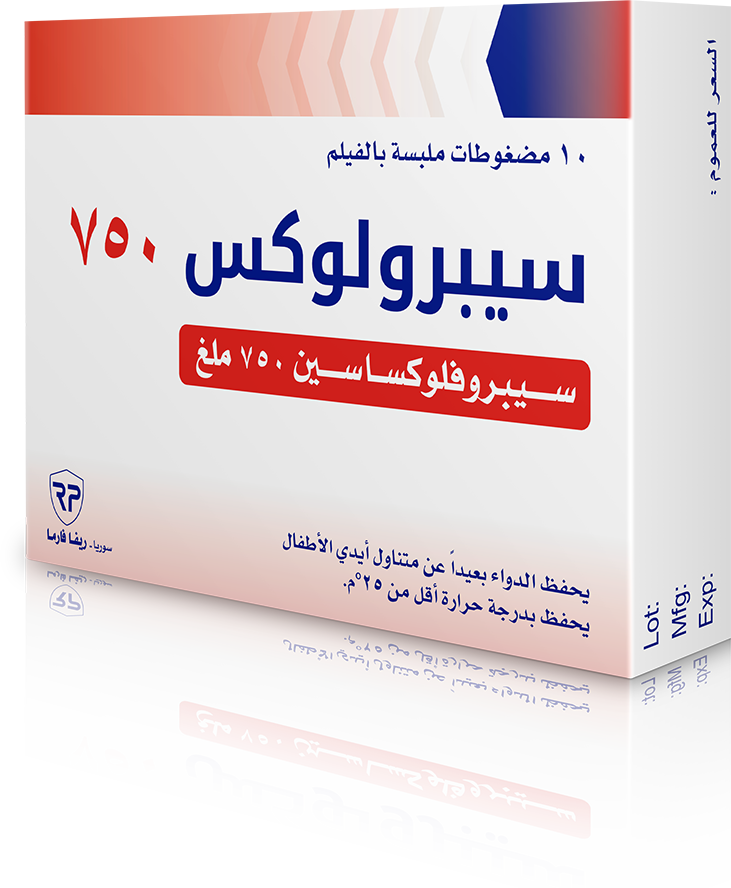 ١٠ مضغوطات ملبسة بالفيلم
سيبرولوكس ٧٥٠
سيبروفلوكساسين ٧٥٠ ملغ
RP
سوريا - ريفا فارما
يحفظ الدواء بعيداً عن متناول أيدي الأطفال
يحفظ بدرجة حرارة أقل من ٢٥°م.
السعر للعموم :
Lot:
Mfg:
Exp: